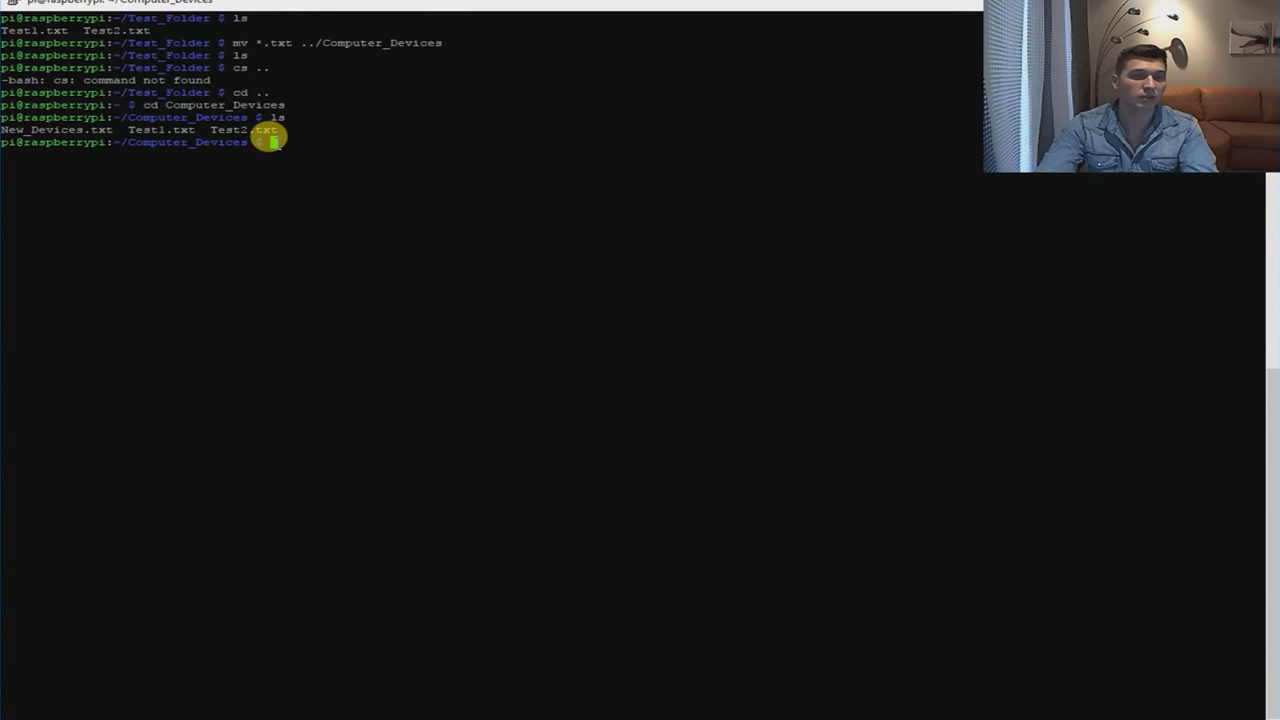 pi@raspberrypi: ~/Computer_Devices
pi@raspberrypi:~/Test_Folder $ ls
Test1.txt  Test2.txt
pi@raspberrypi:~/Test_Folder $ mv *.txt ../Computer_Devices
pi@raspberrypi:~/Test_Folder $ ls
pi@raspberrypi:~/Test_Folder $ cs ..
-bash: cs: command not found
pi@raspberrypi:~/Test_Folder $ cd ..
pi@raspberrypi:~ $ cd Computer_Devices
pi@raspberrypi:~/Computer_Devices $ ls
New_Devices.txt  Test1.txt  Test2.txt
pi@raspberrypi:~/Computer_Devices $